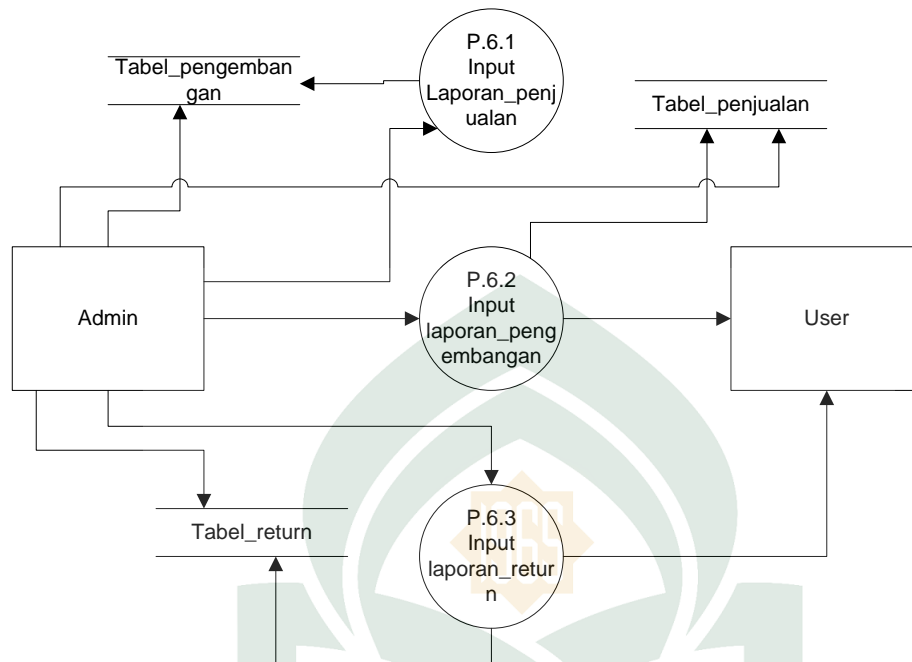 P.6.1
Input
Laporan_penj
ualan
Tabel_pengemban
gan
Tabel_penjualan
Admin
P.6.2
Input
laporan_peng
embangan
User
P.6.3
Input
laporan_retur
n
Tabel_return
1965